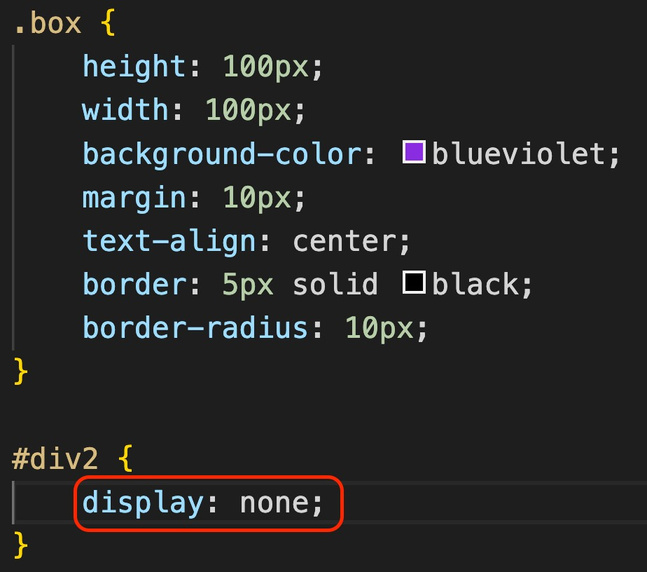 .box {
    height: 100px;
    width: 100px;
    background-color: blueviolet;
    margin: 10px;
    text-align: center;
    border: 5px solid black;
    border-radius: 10px;
}
#div2 {
    display: none;
}